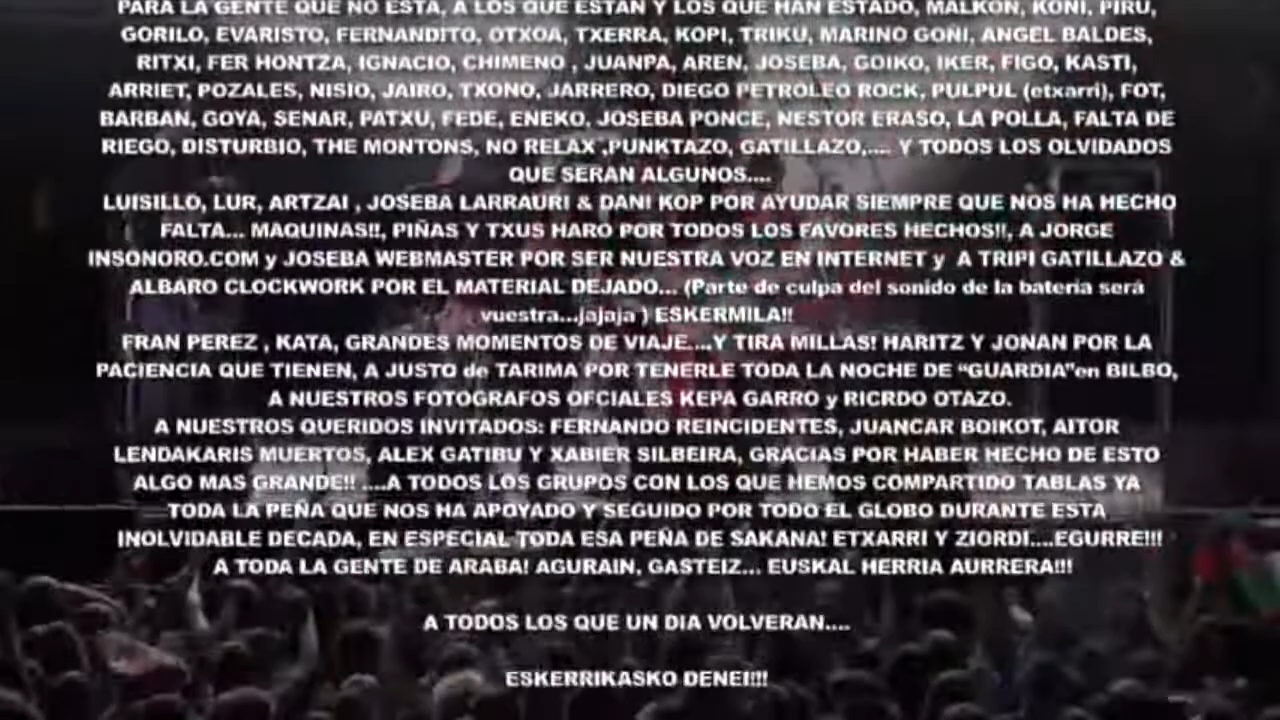 PARA LA GENTE QUE NO ESTA, A LOS QUE ESTAN Y LOS QUE HAN ESTADO, MALKON, KONI, PIRU,
GORILO, EVARISTO, FERNANDITO, OTXOA, TXERRA, KOPI, TRIKU, MARINO GOÑI, ANGEL BALDES,
RITXI, FER HONTZA, IGNACIO, CHIMENO , JUANPA, AREN, JOSEBA, GOIKO, IKER, FIGO, KASTI,
ARRIET, POZALES, NISIO, JAIRO, TXONO, JARRERO, DIEGO PETROLEO ROCK, PULPUL (etxarri), FOT,
BARBAN, GOYA, SENAR, PATXU, FEDE, ENEKO, JOSEBA PONCE, NESTOR ERASO, LA POLLA, FALTA DE
RIEGO, DISTURBIO, THE MONTONS, NO RELAX ,PUNKTAZO, GATILLAZO,.... Y TODOS LOS OLVIDADOS
QUE SERAN ALGUNOS....
LUISILLO, LUR, ARTZAI , JOSEBA LARRAURI & DANI KOP POR AYUDAR SIEMPRE QUE NOS HA HECHO
FALTA... MAQUINAS!!, PIÑAS Y TXUS HARO POR TODOS LOS FAVORES HECHOS!!, A JORGE
INSONORO.COM y JOSEBA WEBMASTER POR SER NUESTRA VOZ EN INTERNET y A TRIPI GATILLAZO &
ALBARO CLOCKWORK POR EL MATERIAL DEJADO... (Parte de culpa del sonido de la bateria será
vuestra...jajaja ) ESKERMILA!!
FRAN PEREZ , KATA, GRANDES MOMENTOS DE VIAJE....Y TIRA MILLAS! HARITZ Y JONAN POR LA
PACIENCIA QUE TIENEN, A JUSTO de TARIMA POR TENERLE TODA LA NOCHE DE “GUARDIA”en BILBO,
A NUESTROS FOTOGRAFOS OFCIALES KEPA GARRO y RICRDO OTAZO.
A NUESTROS QUERIDOS INVITADOS: FERNANDO REINCIDENTES, JUANCAR BOIKOT, AITOR
LENDAKARIS MUERTOS, ALEX GATIBU Y XABIER SILBEIRA, GRACIAS POR HABER HECHO DE ESTO
ALGO MAS GRANDE!! ....A TODOS LOS GRUPOS CON LOS QUE HEMOS COMPARTIDO TABLAS YA
TODA LA PEÑA QUE NOS HA APOYADO Y SEGUIDO POR TODO EL GLOBO DURANTE ESTA
INOLVIDABLE DECADA, EN ESPECIAL TODA ESA PEÑA DE SAKANA! ETXARRI Y ZIORDI....EGURRE!!!
A TODA LA GENTE DE ARABA! AGURAIN, GASTEIZ... EUSKAL HERRIA AURRERA!!!
A TODOS LOS QUE UN DIA VOLVERAN....
ESKERRIKASKO DENEI!!!